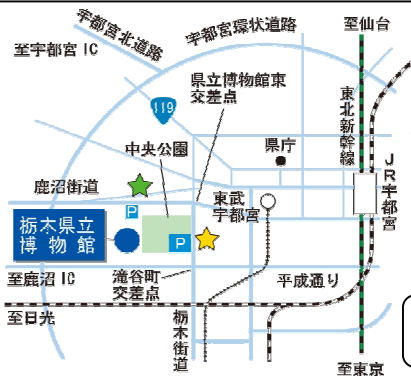 宇都宮北道路
宇都宮環状道路
至仙台
至宇都宮 IC
県立博物館東
交差点
119
東北新幹線
県庁
中央公園
JR宇都宮
鹿沼街道
東武
宇都宮
P
栃木県立
博物館
P
至鹿沼 IC
滝谷町
交差点
平成通り
至日光
栃木街道
至東京